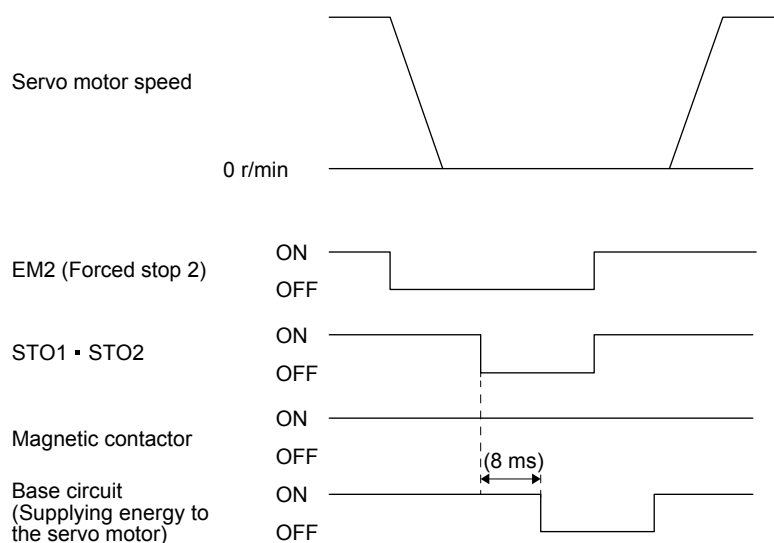 Servo motor speed
0 r/min
EM2 (Forced stop 2)
ON
OFF
STO1 ▪ STO2
ON
OFF
Magnetic contactor
ON
OFF
(8 ms)
Base circuit
(Supplying energy to
the servo motor)
ON
OFF